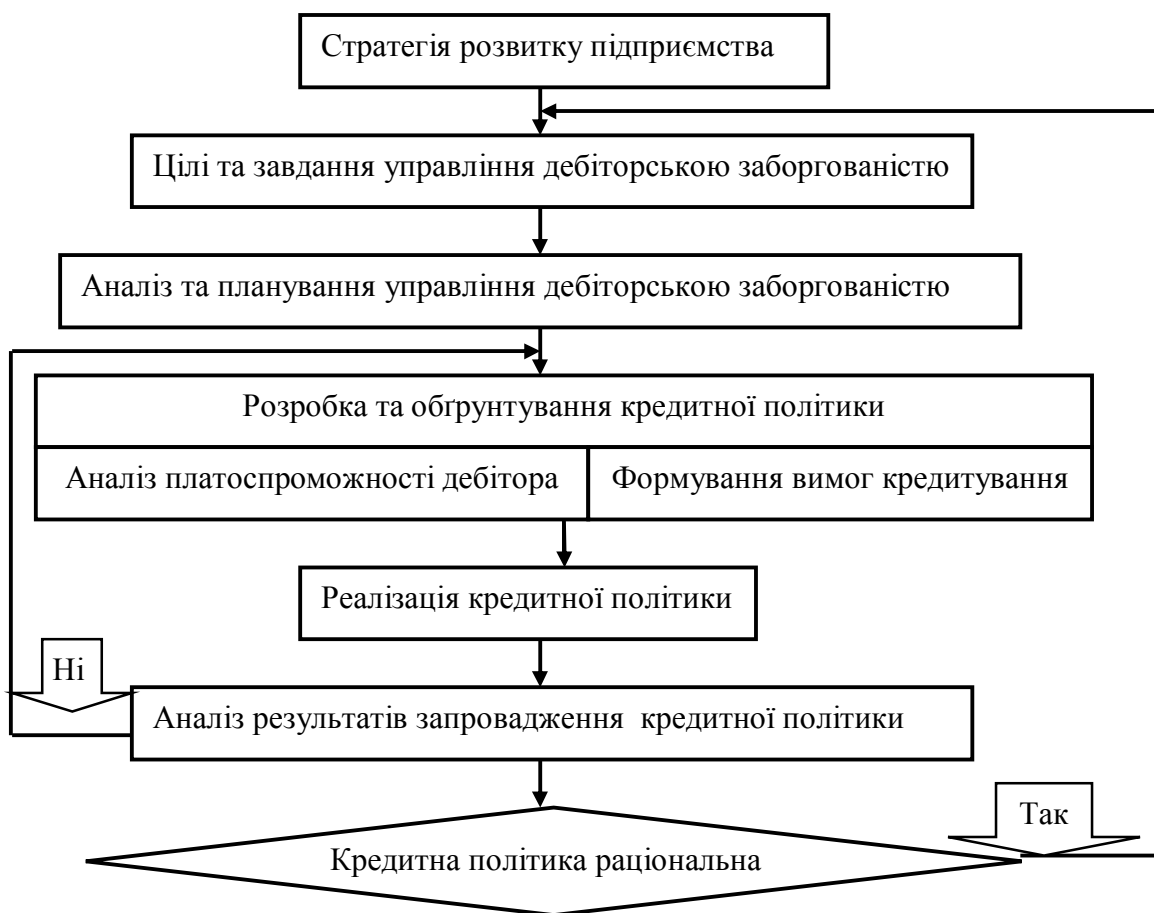 Стратегія розвитку підприємства
Цілі та завдання управління дебіторською заборгованістю
Аналіз та планування управління дебіторською заборгованістю
Розробка та обґрунтування кредитної політики
Аналіз платоспроможності дебітора
Формування вимог кредитування
Реалізація кредитної політики
Ні
Аналіз результатів запровадження кредитної політики
Так
Кредитна політика раціональна